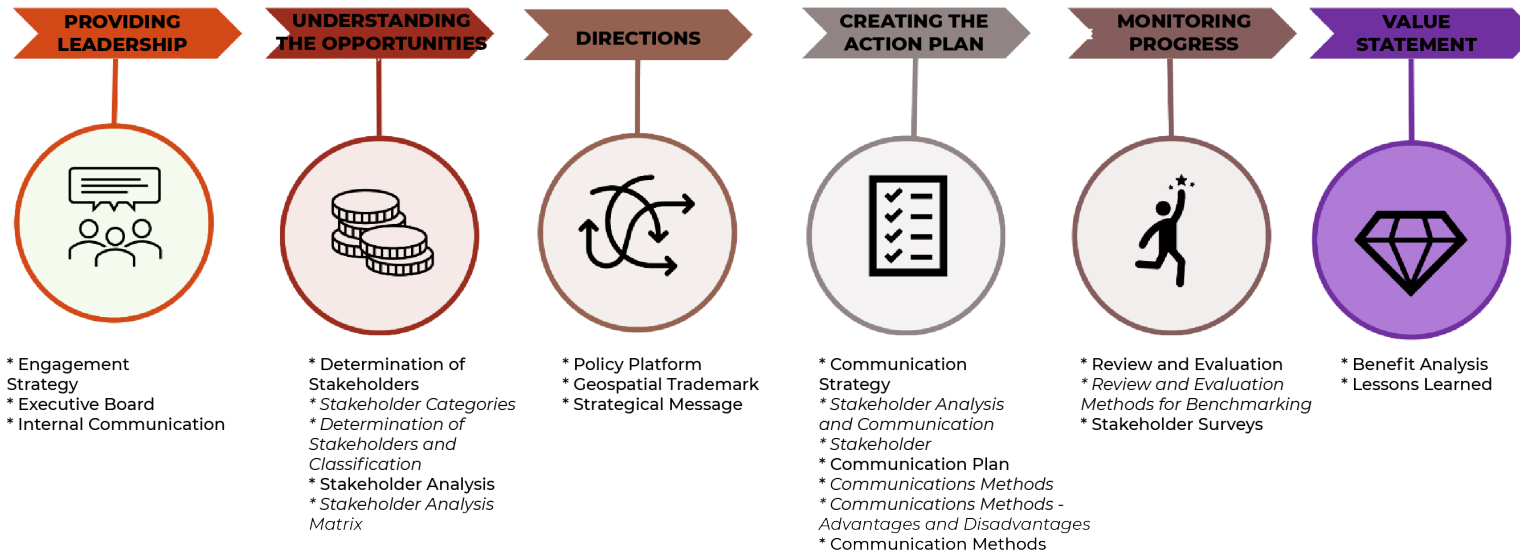 PROVIDING
LEADERSHIP
UNDERSTANDING
THE OPPORTUNITIES
DIRECTIONS
CREATING THE
ACTION PLAN
MONITORING
PROGRESS
VALUE
STATEMENT
* Engagement
Strategy
* Executive Board
* Internal Communication
* Determination of
Stakeholders
* Stakeholder Categories
* Determination of
Stakeholders and
Classification
* Stakeholder Analysis
* Stakeholder Analysis
Matrix
* Policy Platform
* Geospatial Trademark
* Strategical Message
* Communication
Strategy
* Stakeholder Analysis
and Communication
* Stakeholder
* Communication Plan
* Communications Methods
* Communications Methods -
Advantages and Disadvantages
* Communication Methods
* Review and Evaluation
* Review and Evaluation
Methods for Benchmarking
* Stakeholder Surveys
* Benefit Analysis
* Lessons Learned